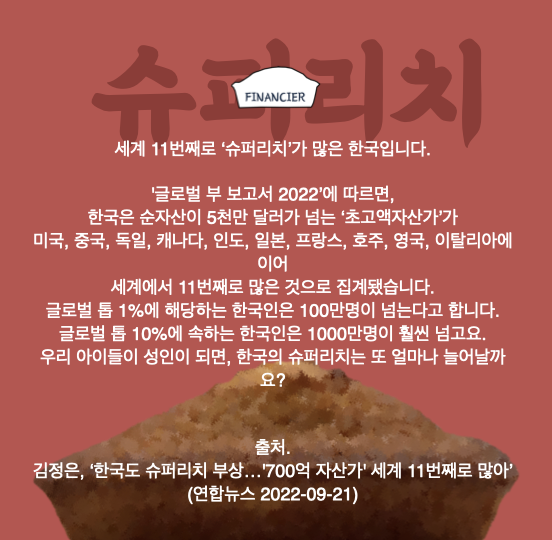 슈퍼리치
FINANCIER
세계 11번째로 ‘슈퍼리치’가 많은 한국입니다.
'글로벌 부 보고서 2022'에 따르면,
한국은 순자산이 5천만 달러가 넘는 ‘초고액자산가’가
미국, 중국, 독일, 캐나다, 인도, 일본, 프랑스, 호주, 영국, 이탈리아에
이어
세계에서 11번째로 많은 것으로 집계됐습니다.
글로벌 톱 1%에 해당하는 한국인은 100만명이 넘는다고 합니다.
글로벌 톱 10%에 속하는 한국인은 1000만명이 훨씬 넘고요.
우리 아이들이 성인이 되면, 한국의 슈퍼리치는 또 얼마나 늘어날까
요?
출처.
김정은, ‘한국도 슈퍼리치 부상…'700억 자산가' 세계 11번째로 많아’
(연합뉴스 2022-09-21)